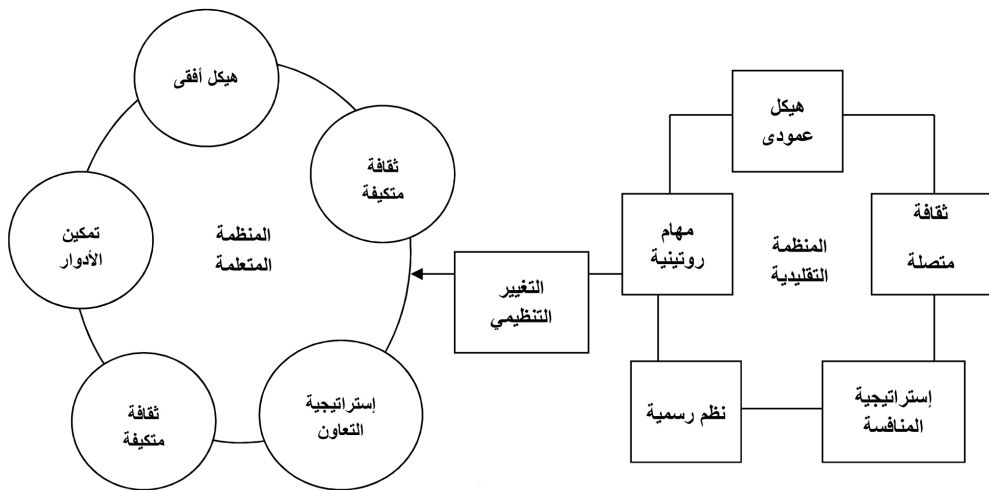 هيكل
عمودى
ثقافة
متصلة
المنظمة
التقليدية
مهام
روتينية
إستراتيجية
المنافسة
نظم رسمية
التغيير
التنظيمي
هيكل أفقى
ثقافة
متكيفة
المنظمة
المتعلمة
تمكين
الأدوار
إستراتيجية
التعاون
ثقافة
متكيفة